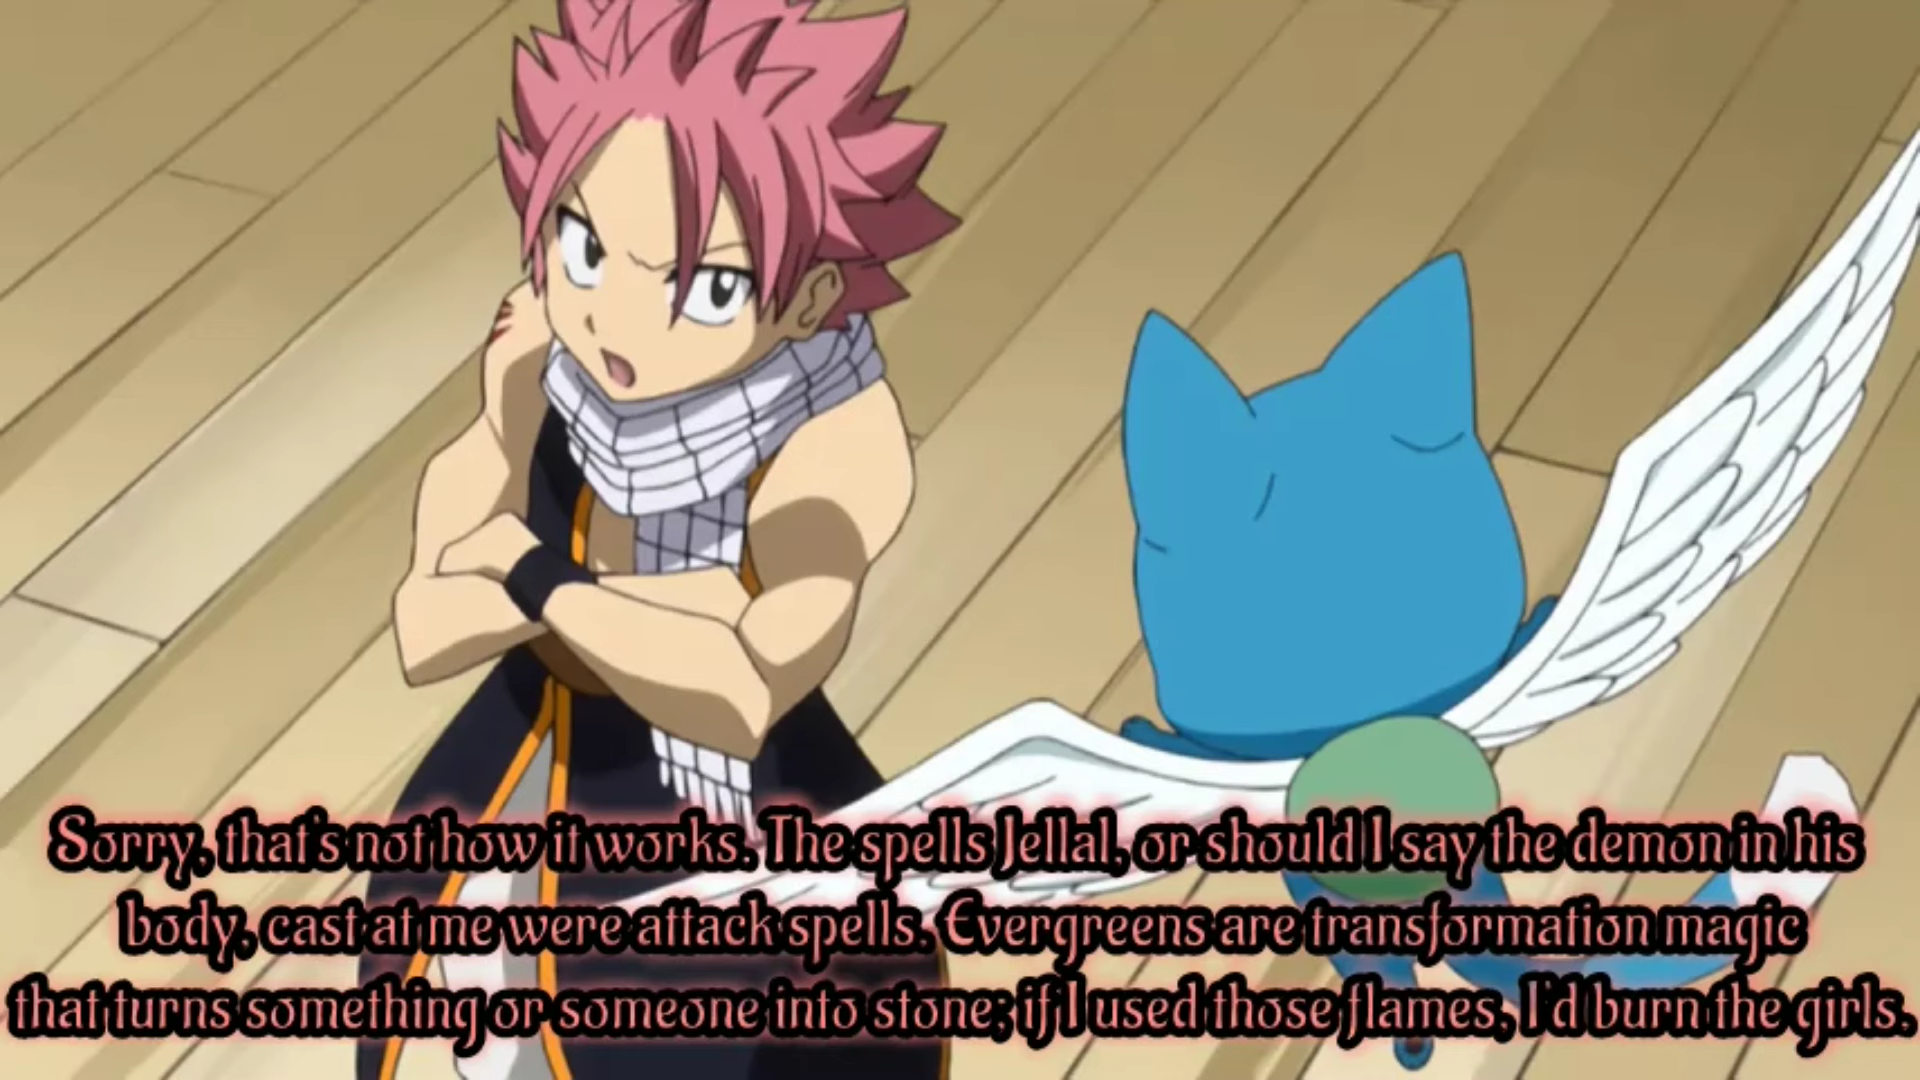 Sorry, that's not how it works. The spells Jellal, or should I say the demon in his
body, cast at me were attack spells. Evergreens are transformation magic
that turns something or someone into stone; if I used those flames, I'd burn the girls.